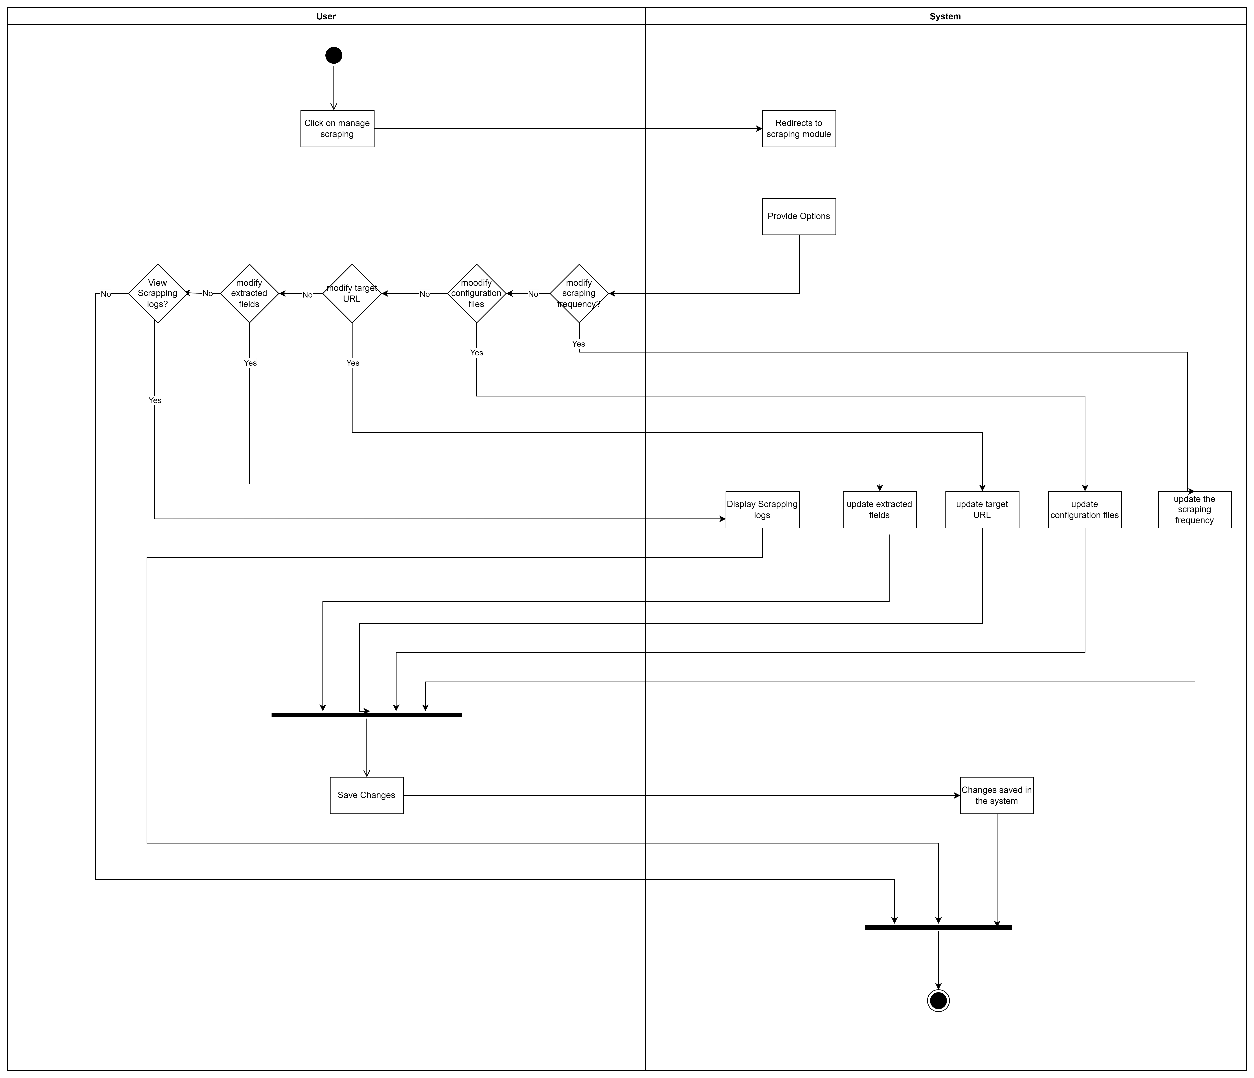 User
System
Click on manage
scraping
Redirects to
scraping module
Provide Options
View
Scrapping
logs?
modify
extracted
fields
modify target
URL
moodify
configuration
files
modify
scraping
frequency?
No
No
No
No
No
Yes
Yes
Yes
Yes
Yes
Display Scrapping
logs
update extracted
fields
update target
URL
update
configuration files
update the
scraping
frequency
Save Changes
Changes saved in
the system